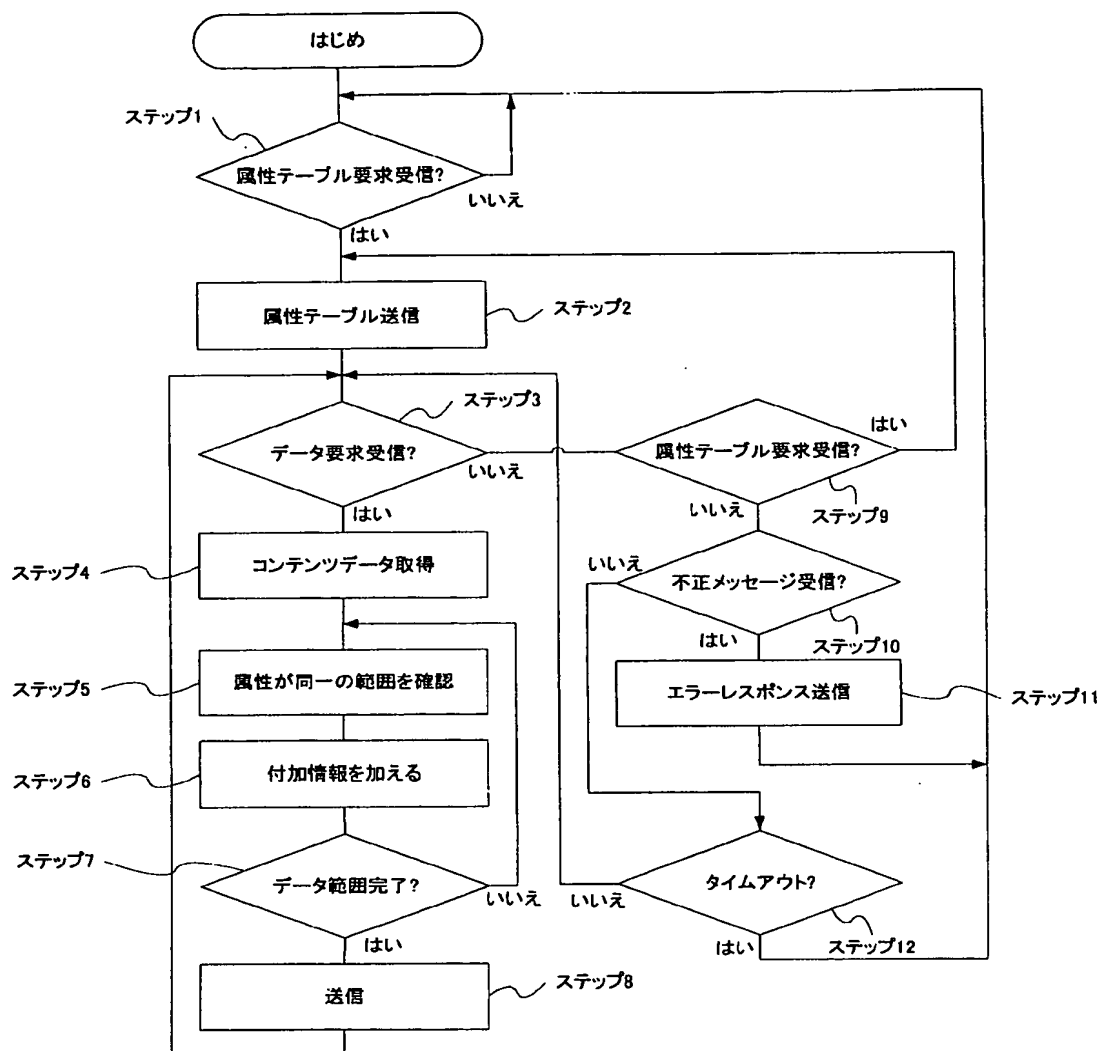 はじめ
ステップ1
属性テーブル要求受信?
いいえ
はい
属性テーブル送信
ステップ2
ステップ3
データ要求受信?
いいえ
はい
属性テーブル要求受信?
はい
いいえ
ステップ9
ステップ4
コンテンツデータ取得
いいえ
不正メッセージ受信?
はい
ステップ10
ステップ5
属性が同一の範囲を確認
エラーレスポンス送信
ステップ11
ステップ6
付加情報を加える
ステップ7
データ範囲完了?
いいえ
はい
タイムアウト?
いいえ
はい
ステップ12
送信
ステップ8